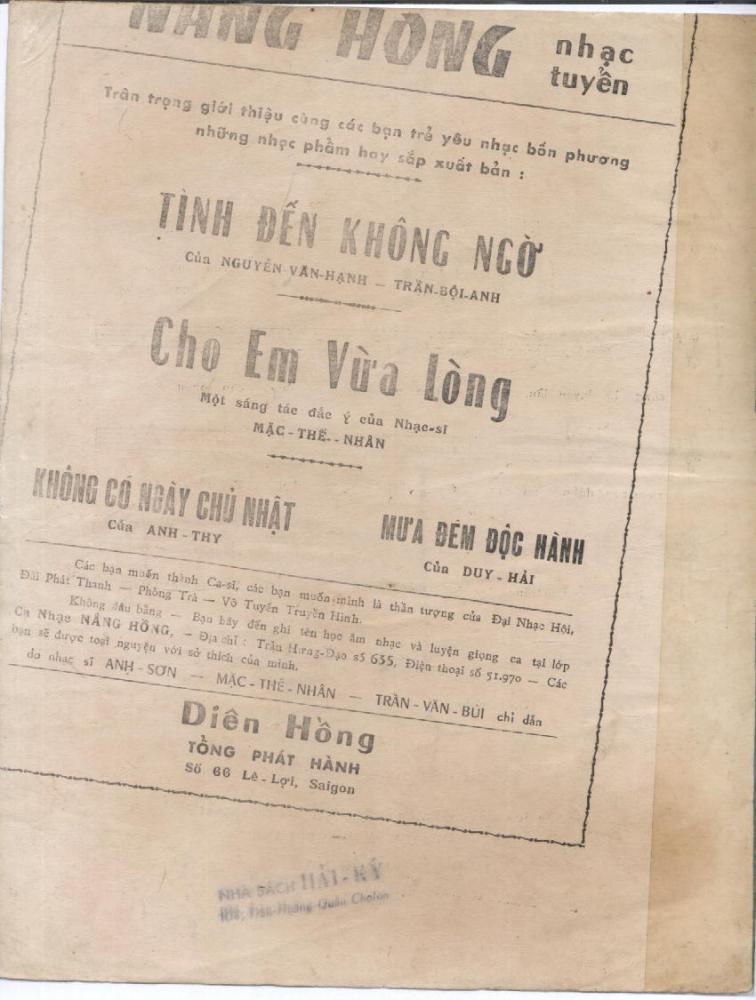 NẮNG HỒNG nhạc tuyển
Trân trọng giới thiệu cùng các bạn trẻ yêu nhạc bốn phương
những nhạc phẩm hay sắp xuất bản :
TÌNH ĐẾN KHÔNG NGỜ
Của NGUYỄN-VĂN-HẠNH — TRẦN-BỘI-ANH
Cho Em Vừa Lòng
Một sáng tác đắc ý của Nhạc-sĩ
MẶC - THẾ - NHÂN
KHÔNG CÓ NGÀY CHỦ NHẬT
Của ANH - THY
MƯA ĐÊM ĐỘC HÀNH
Của DUY - HẢI
Các bạn muốn thành Ca-sĩ, các bạn muốn mình là thần tượng của Đại Nhạc Hội,
Đài Phát Thanh — Phòng Trà — Vô Tuyến Truyền Hình.
Không đâu bằng — Bạn hãy đến ghi tên học âm nhạc và luyện giọng ca tại lớp
Ca Nhạc NẮNG HỒNG, — Địa chỉ : Trần Hưng-Đạo số 655, Điện thoại số 51.970 — Các
bạn sẽ được toại nguyện với sở thích của mình.
do nhạc sĩ ANH - SƠN — MẶC - THẾ - NHÂN — TRẦN - VĂN - BÙI chỉ dẫn
Diên Hồng
TỔNG PHÁT HÀNH
Số 66 Lê - Lợi, Saigon
NHÀ SÁCH HẢI - KÝ
Quân Cholon